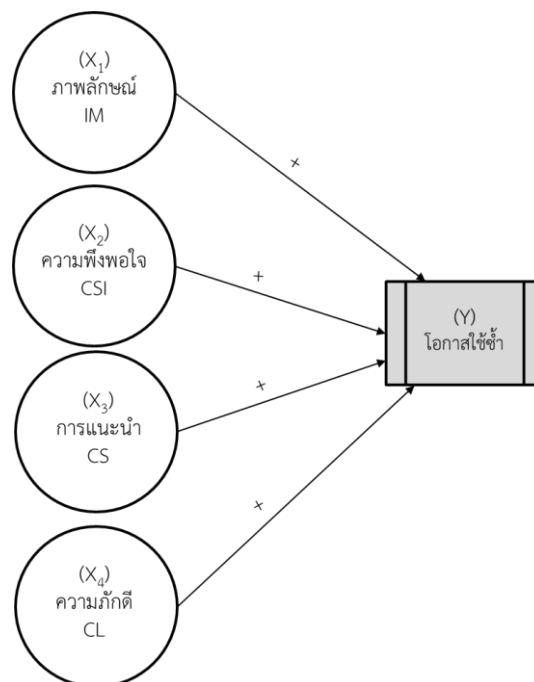 (X₁)
ภาพลักษณ์
IM
+
(X₂)
ความพึงพอใจ
CSI
+
(Y)
โอกาสใช้ซ้ำ
(X₃)
การแนะนำ
CS
+
(X₄)
ความภักดี
CL
+